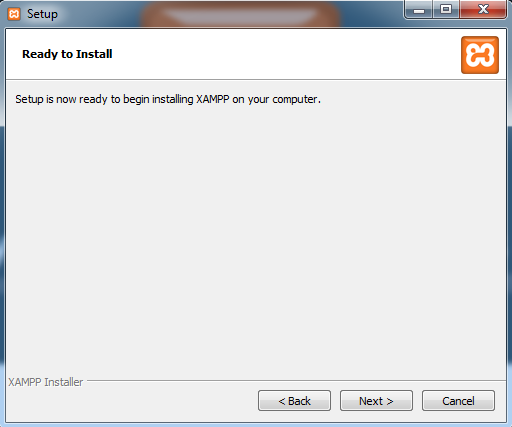 Setup
Ready to Install
Setup is now ready to begin installing XAMPP on your computer.
XAMPP Installer
< Back
Next >
Cancel